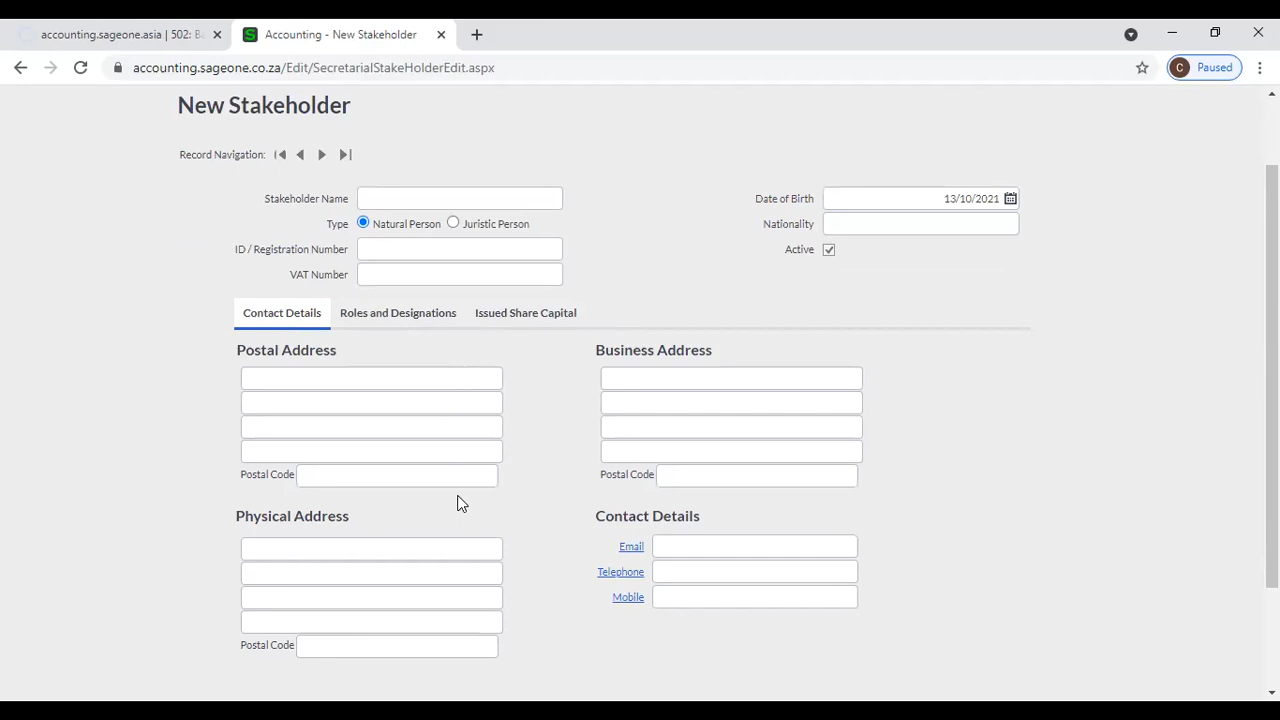 accounting.sageone.asia | 502: Ba
Accounting - New Stakeholder
accounting.sageone.co.za/Edit/SecretarialStakeHolderEdit.aspx
C Paused
New Stakeholder
Record Navigation:
Stakeholder Name
Date of Birth 13/10/2021
Type Natural Person Juristic Person
Nationality
ID / Registration Number
Active
VAT Number
Contact Details Roles and Designations Issued Share Capital
Postal Address Business Address
Postal Code Postal Code
Physical Address Contact Details
Email
Telephone
Mobile
Postal Code